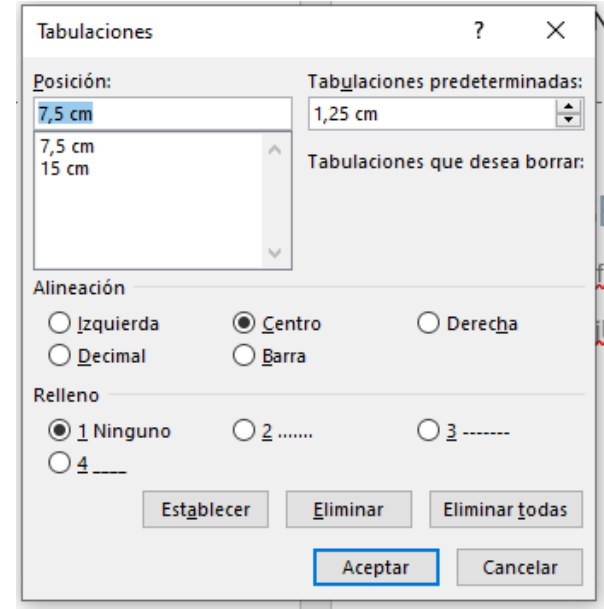 Tabulaciones ?
Posición: Tabulaciones predeterminadas:
7,5 cm 1,25 cm
7,5 cm
15 cm
Tabulaciones que desea borrar:
Alineación
Izquierda Centro Derecha
Decimal Barra
Relleno
1 Ninguno 2 ....... 3 -------
4 ____
Establecer Eliminar Eliminar todas
Aceptar Cancelar